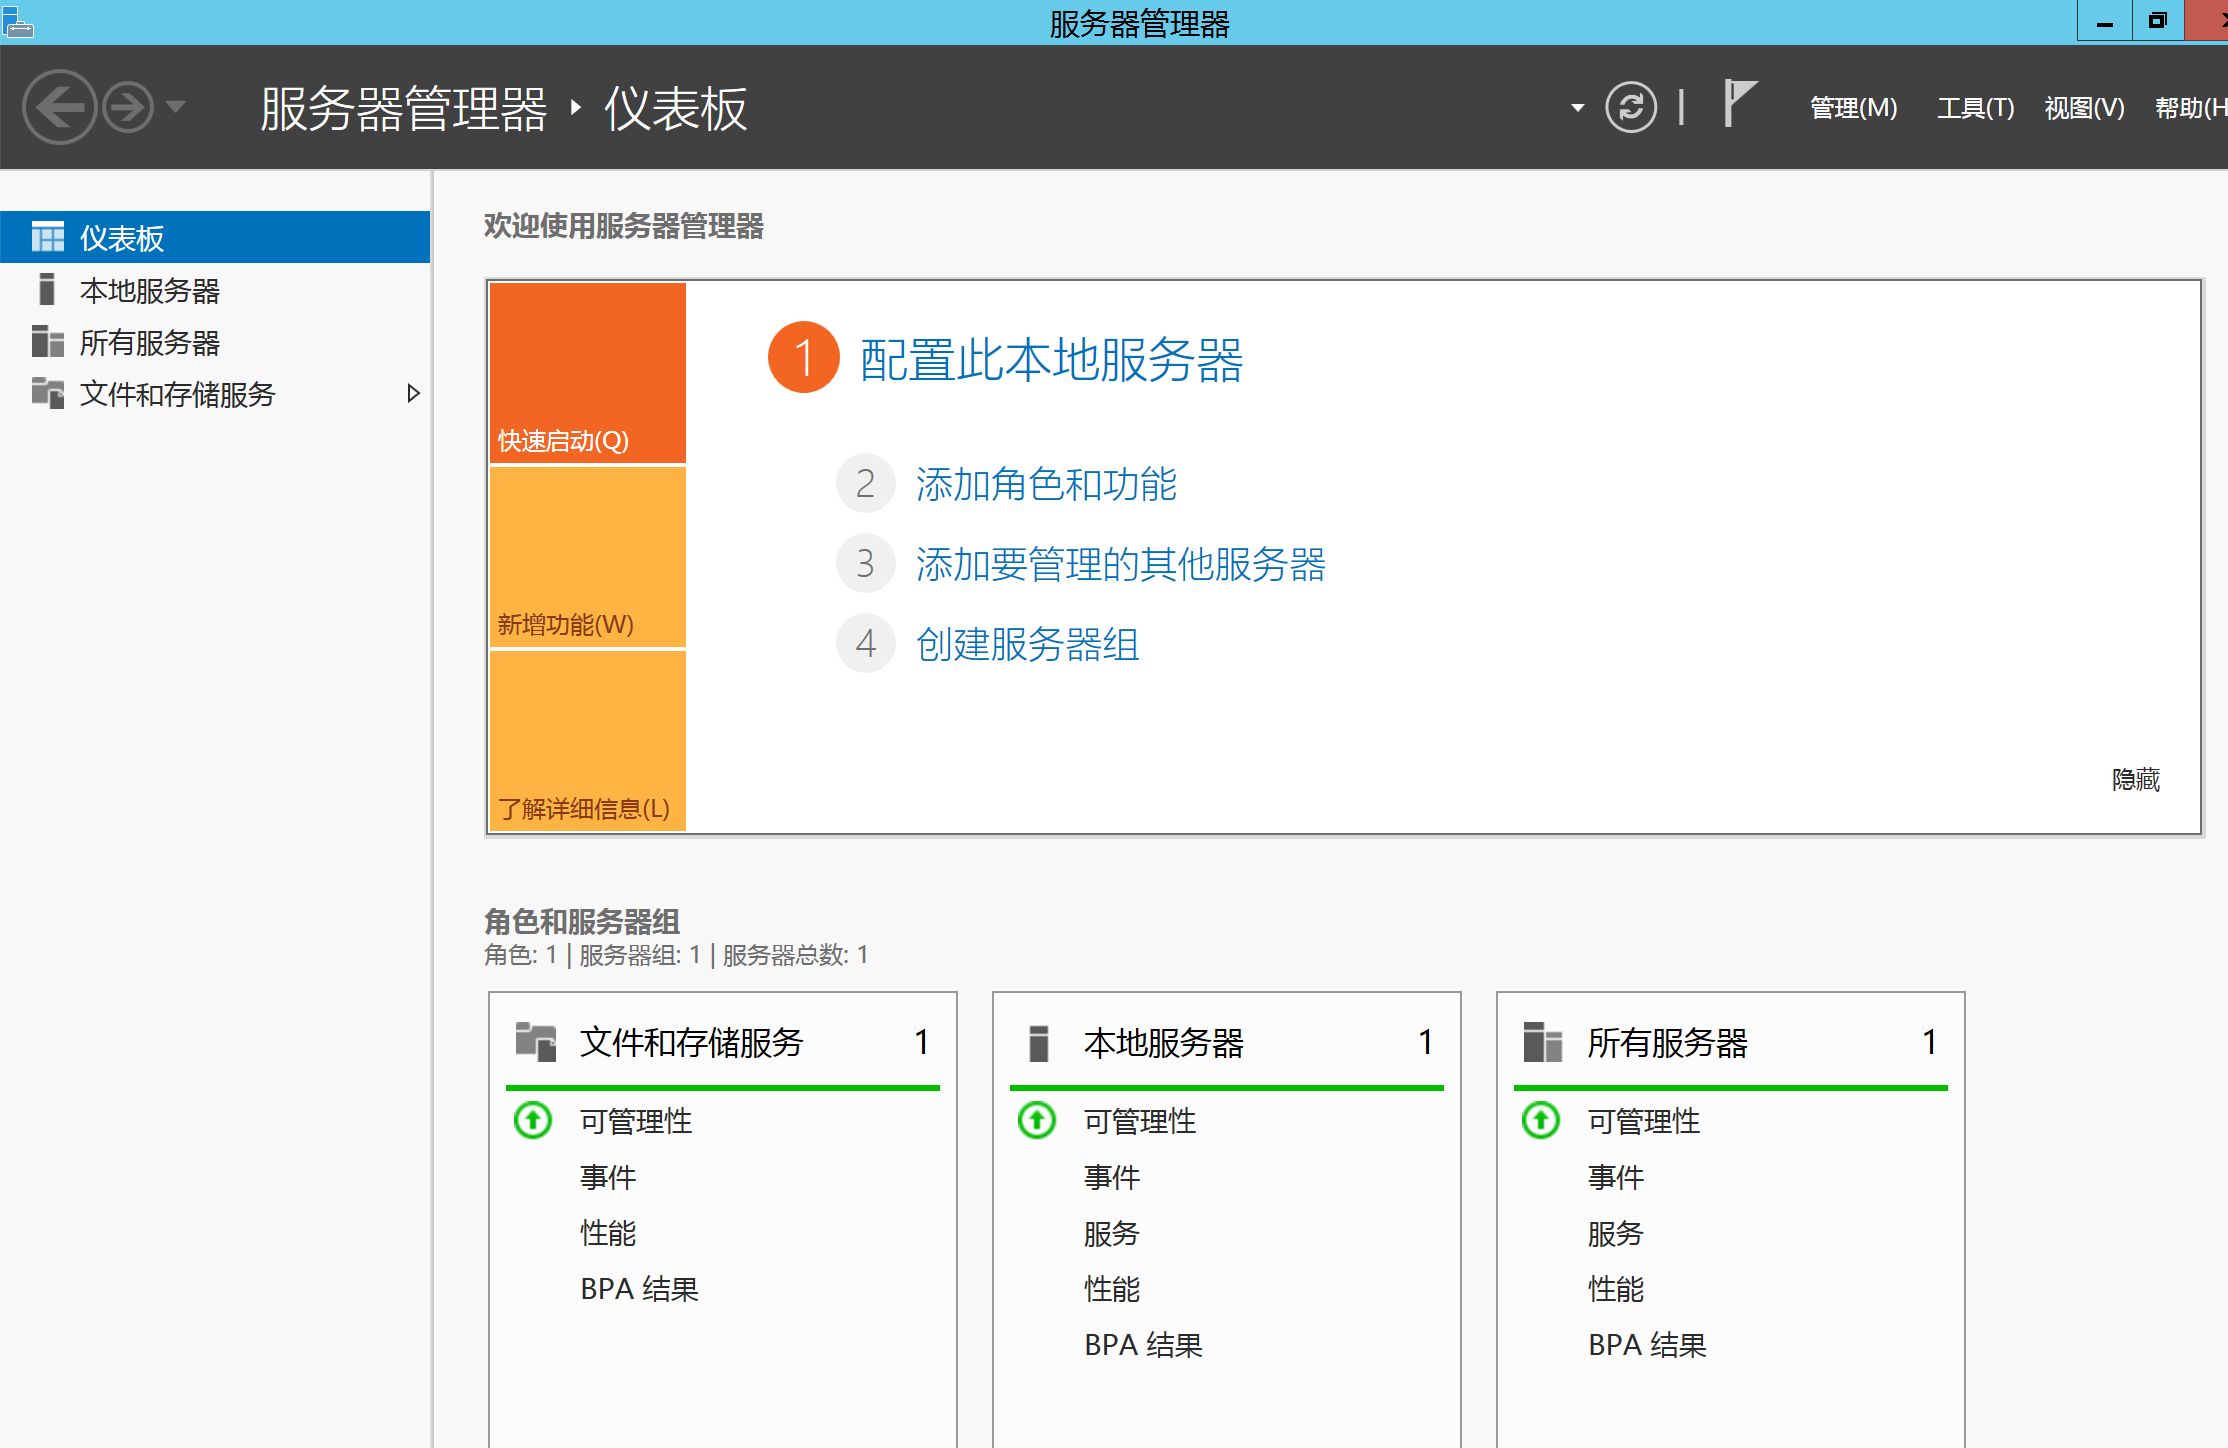 服务器管理器
服务器管理器 ‣ 仪表板
管理(M) 工具(T) 视图(V) 帮助(H
仪表板
本地服务器
所有服务器
文件和存储服务
欢迎使用服务器管理器
快速启动(Q)
新增功能(W)
了解详细信息(L)
1 配置此本地服务器
2 添加角色和功能
3 添加要管理的其他服务器
4 创建服务器组
隐藏
角色和服务器组
角色: 1 | 服务器组: 1 | 服务器总数: 1
文件和存储服务 1
可管理性
事件
性能
BPA 结果
本地服务器 1
可管理性
事件
服务
性能
BPA 结果
所有服务器 1
可管理性
事件
服务
性能
BPA 结果